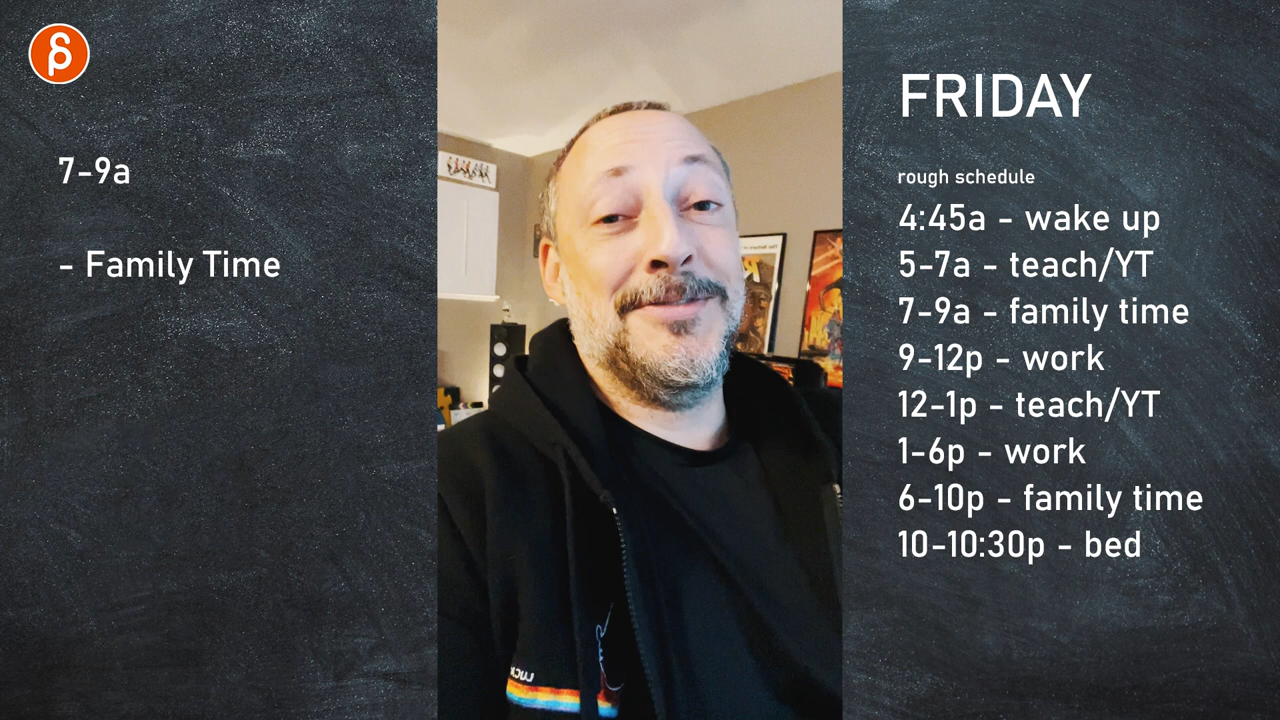 7-9a
- Family Time
FRIDAY
rough schedule
4:45a - wake up
5-7a - teach/YT
7-9a - family time
9-12p - work
12-1p - teach/YT
1-6p - work
6-10p - family time
10-10:30p - bed